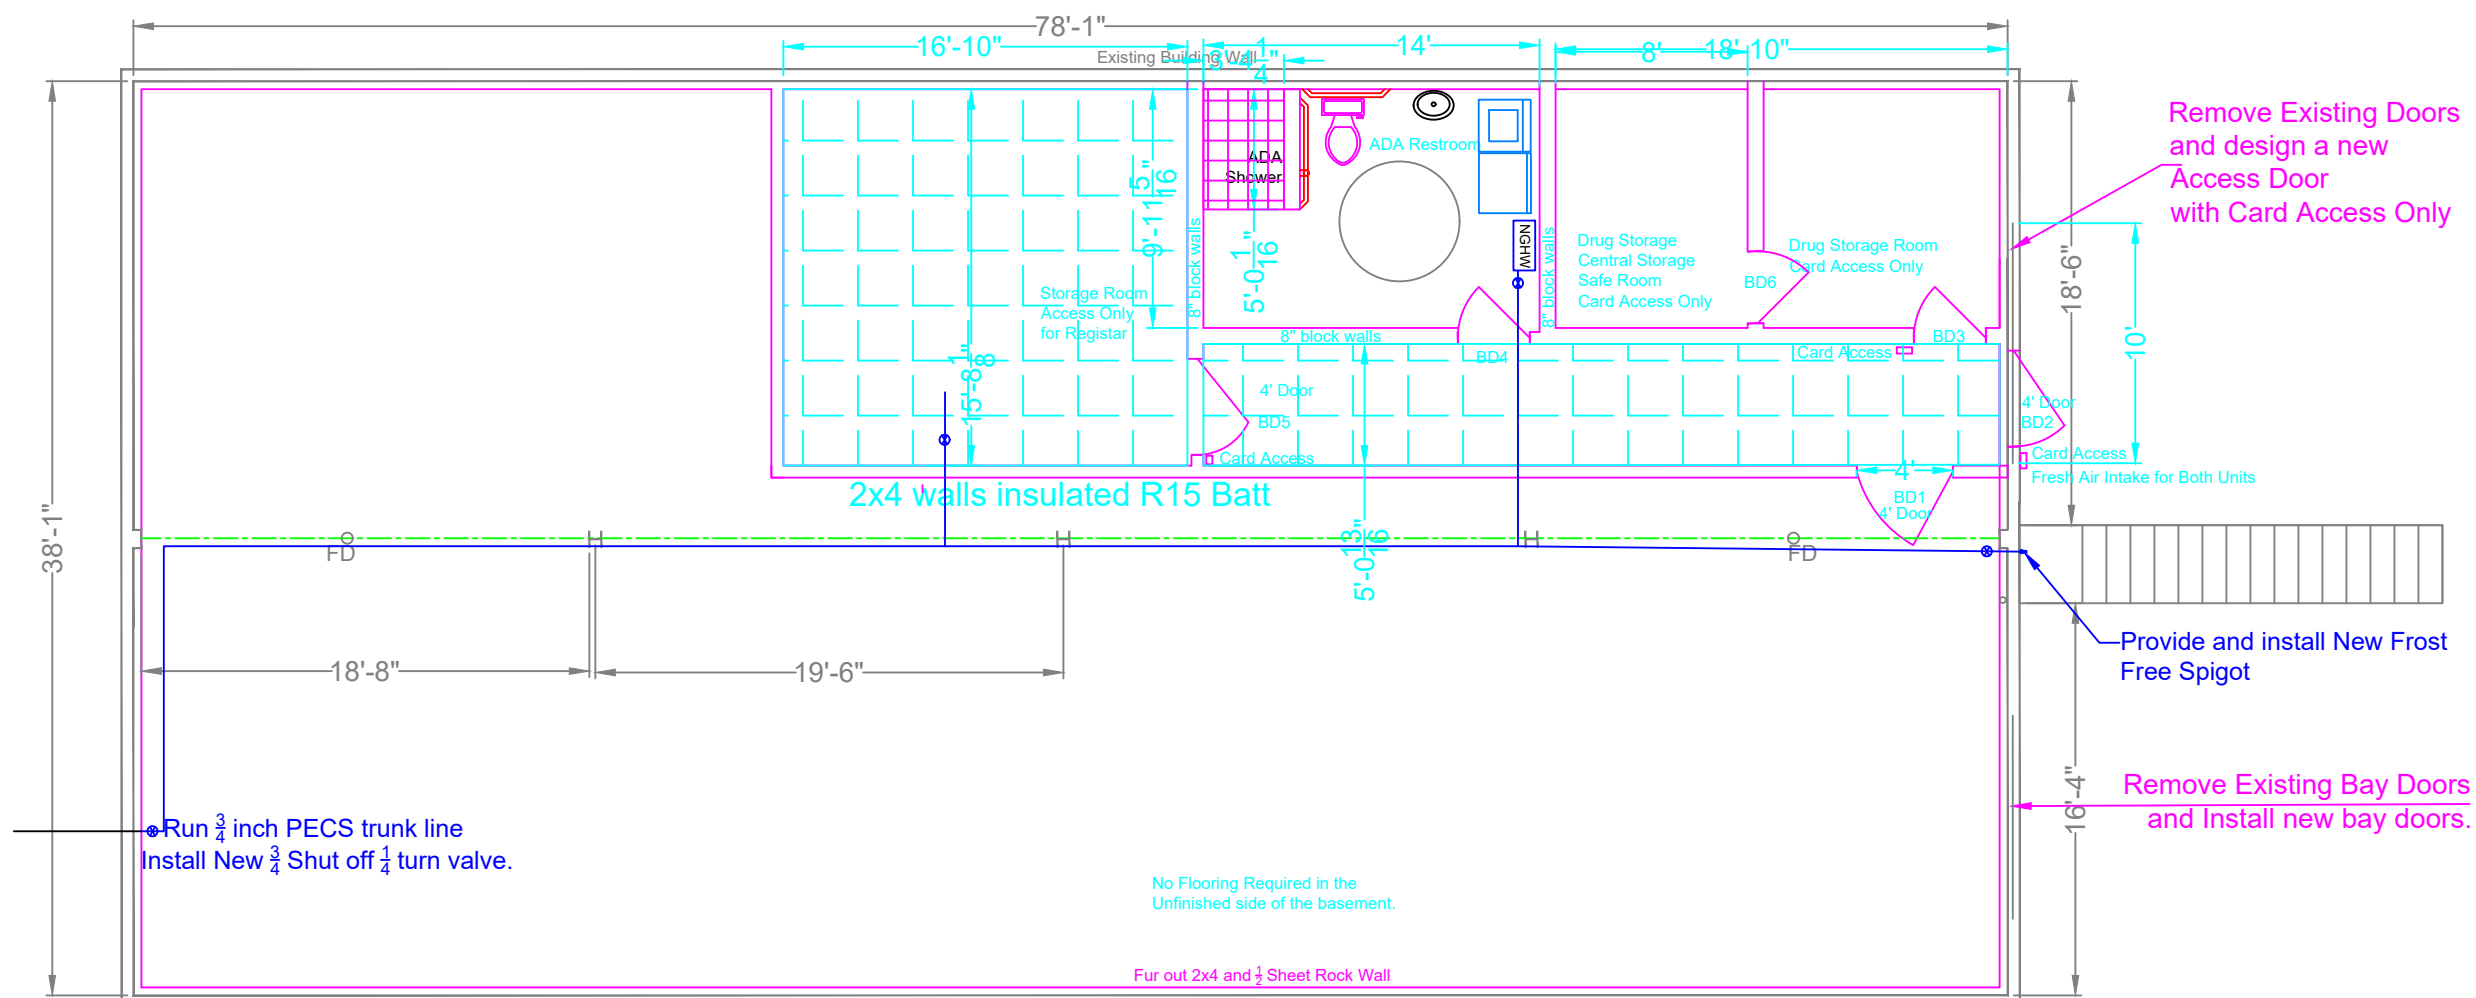 78'-1"
16'-10"
14'
8'
18'-10"
Existing Building Wall
3'-4 1/4"
Remove Existing Doors
and design a new
Access Door
with Card Access Only
ADA Restroom
ADA
Shower
9'-11 5/16"
5'-0 1/16"
8" block walls
NGHW
8" block walls
Drug Storage
Central Storage
Safe Room
Card Access Only
Drug Storage Room
Card Access Only
BD6
18'-6"
10'
Storage Room
Access Only
for Registar
8" block walls
BD4
Card Access
BD3
15'-8 1/8"
4' Door
BD5
Card Access
4' Door
BD2
Card Access
Fresh Air Intake for Both Units
4'
BD1
4' Door
2x4 walls insulated R15 Batt
38'-1"
FD
H
H
H
FD
5'-0 13/16"
18'-8"
19'-6"
Provide and install New Frost
Free Spigot
16'-4"
Remove Existing Bay Doors
and Install new bay doors.
Run 3/4 inch PECS trunk line
Install New 3/4 Shut off 1/4 turn valve.
No Flooring Required in the
Unfinished side of the basement.
Fur out 2x4 and 1/2 Sheet Rock Wall